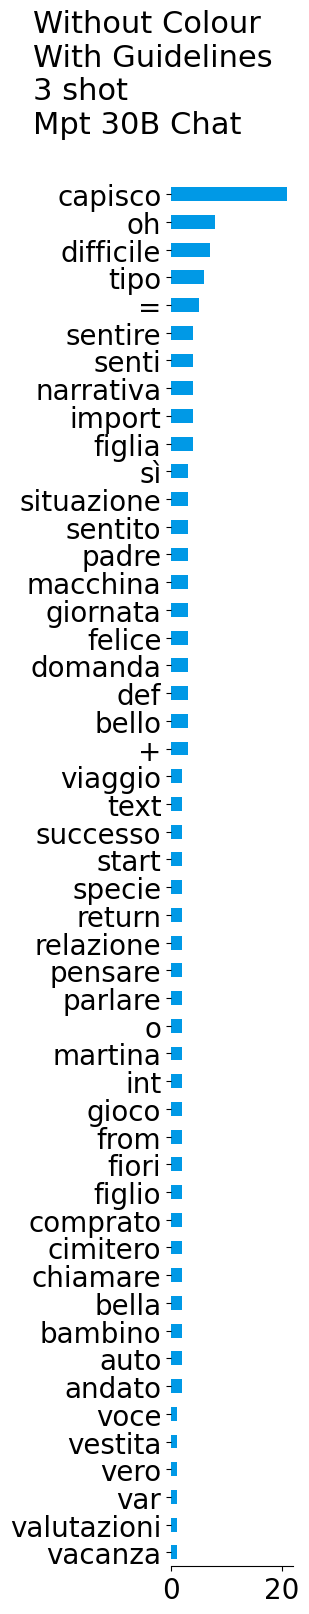 Without Colour
With Guidelines
3 shot
Mpt 30B Chat
capisco
oh
difficile
tipo
=
sentire
senti
narrativa
import
figlia
sì
situazione
sentito
padre
macchina
giornata
felice
domanda
def
bello
+
viaggio
text
successo
start
specie
return
relazione
pensare
parlare
o
martina
int
gioco
from
fiori
figlio
comprato
cimitero
chiamare
bella
bambino
auto
andato
voce
vestita
vero
var
valutazioni
vacanza
0 20